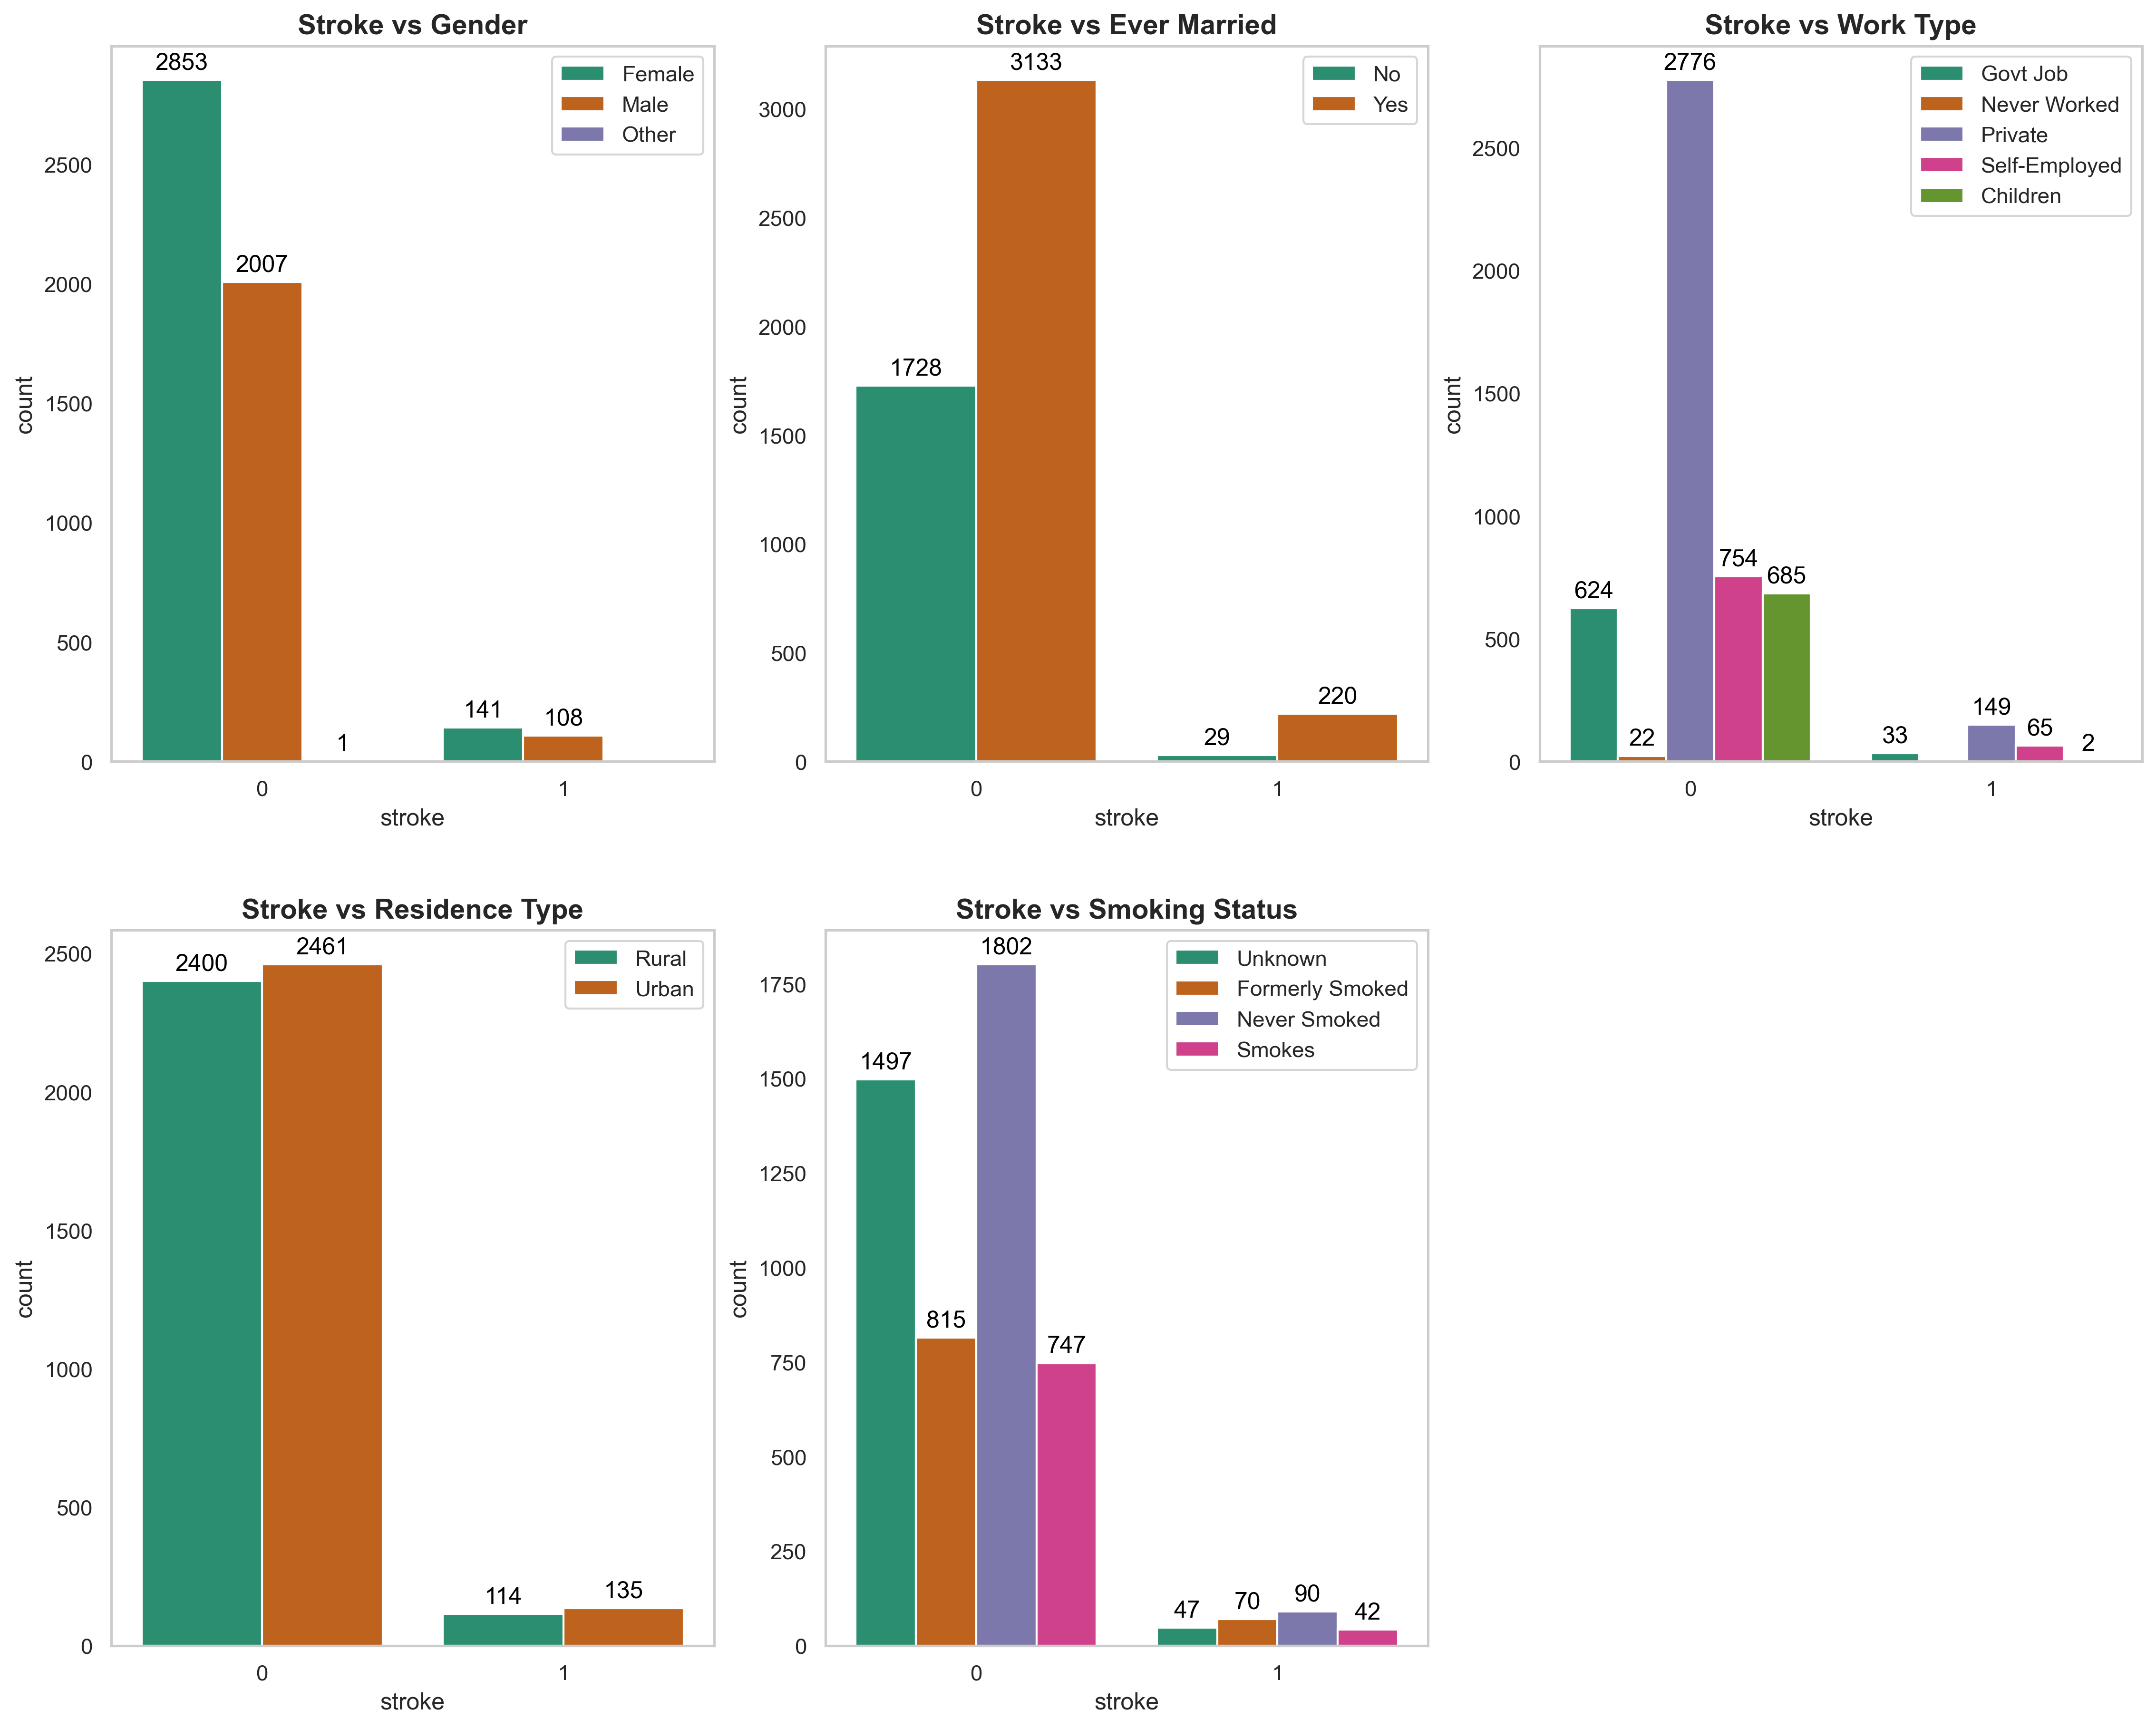 Stroke vs Gender
2853
2007
1
141
108
Female
Male
Other
0
500
1000
1500
2000
2500
count
0
1
stroke
Stroke vs Ever Married
1728
3133
29
220
No
Yes
0
500
1000
1500
2000
2500
3000
count
0
1
stroke
Stroke vs Work Type
624
22
2776
754
685
33
149
65
2
Govt Job
Never Worked
Private
Self-Employed
Children
0
500
1000
1500
2000
2500
count
0
1
stroke
Stroke vs Residence Type
2400
2461
114
135
Rural
Urban
0
500
1000
1500
2000
2500
count
0
1
stroke
Stroke vs Smoking Status
1497
815
1802
747
47
70
90
42
Unknown
Formerly Smoked
Never Smoked
Smokes
0
250
500
750
1000
1250
1500
1750
count
0
1
stroke